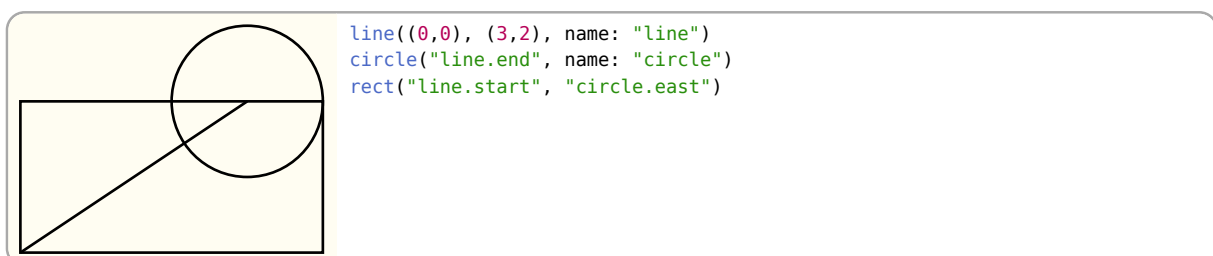 line((0,0), (3,2), name: "line")
circle("line.end", name: "circle")
rect("line.start", "circle.east")